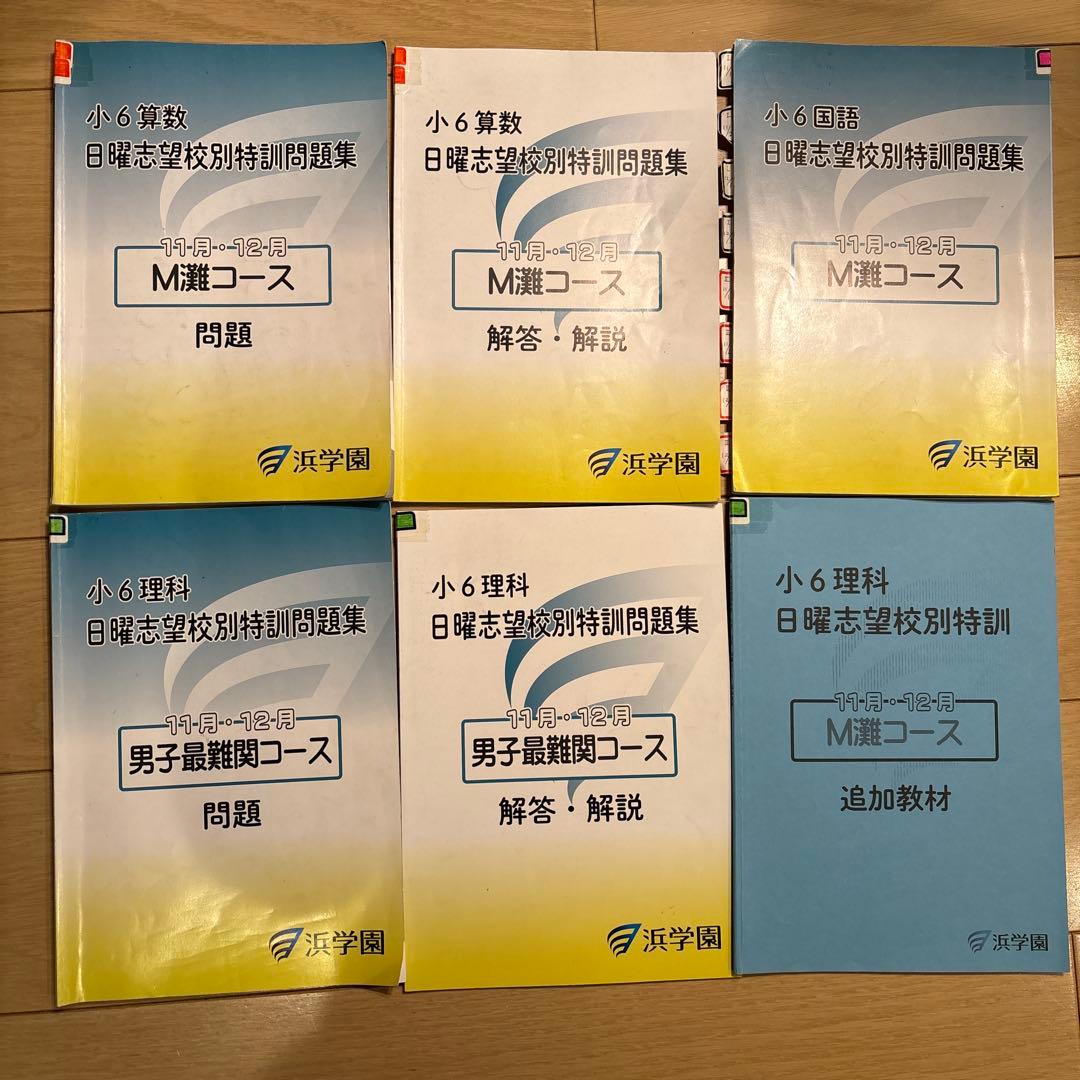 小6算数
日曜志望校別特訓問題集
11月・12月
M灘コース
問題
浜学園
小6算数
日曜志望校別特訓問題集
11月・12月
M灘コース
解答・解説
浜学園
小6国語
日曜志望校別特訓問題集
11月・12月
M灘コース
浜学園
小6理科
日曜志望校別特訓問題集
11月・12月
男子最難関コース
問題
浜学園
小6理科
日曜志望校別特訓問題集
11月・12月
男子最難関コース
解答・解説
浜学園
小6理科
日曜志望校別特訓
11月・12月
M灘コース
追加教材
浜学園